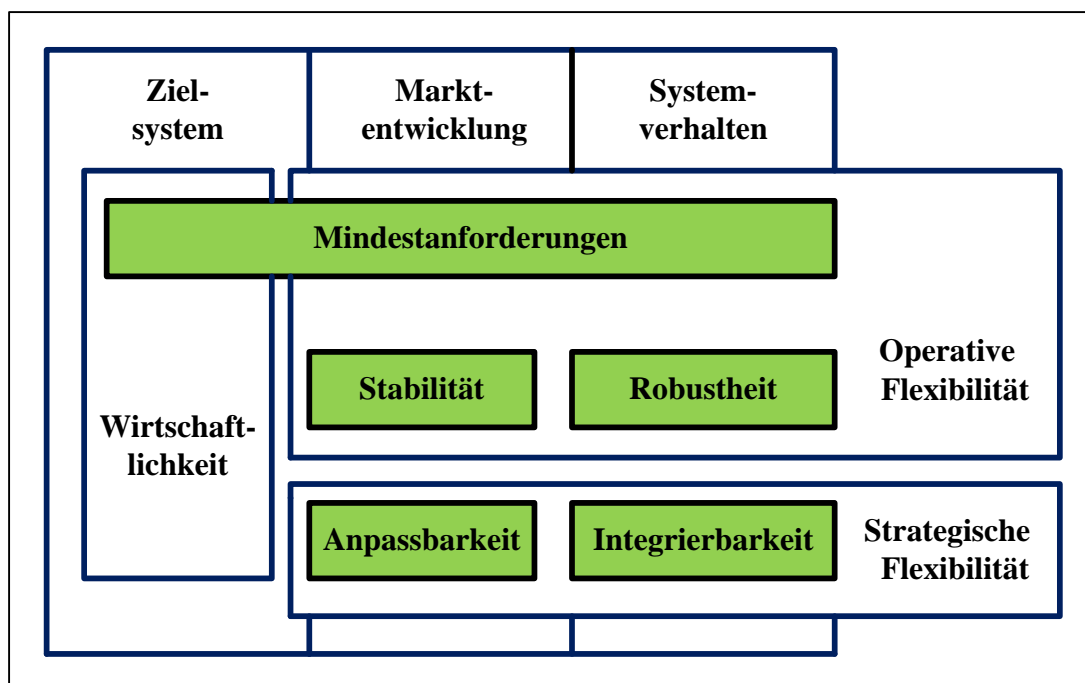 Ziel-
system
Markt-
entwicklung
System-
verhalten
Mindestanforderungen
Stabilität
Robustheit
Operative
Flexibilität
Wirtschaft-
lichkeit
Anpassbarkeit
Integrierbarkeit
Strategische
Flexibilität